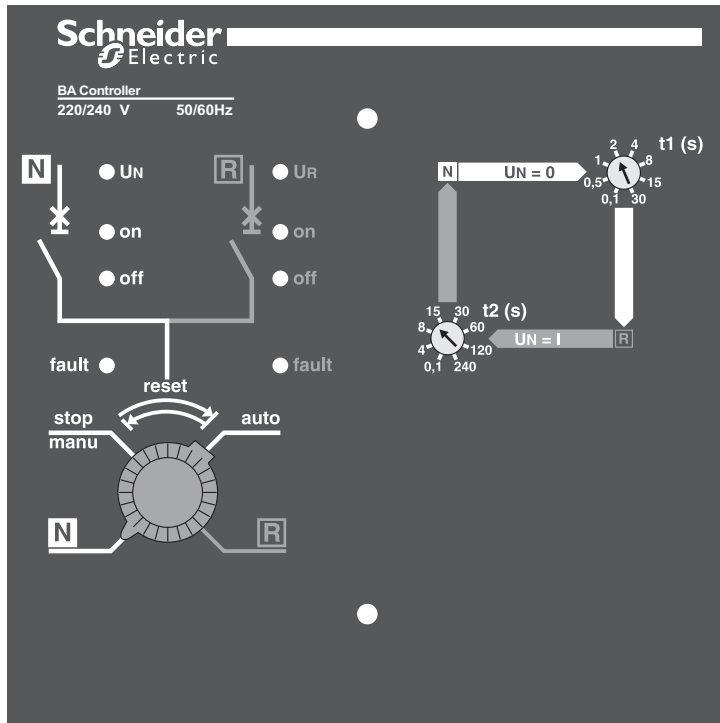 Schneider
Electric
BA Controller
220/240 V 50/60Hz
N UN R UR
on on
off off
fault fault
reset
stop auto
manu
N R
t1 (s)
2 4
1 8
0,5 15
0,1 30
N UN = 0
t2 (s)
15 30
8 60
4 120
0,1 240
UN = I R